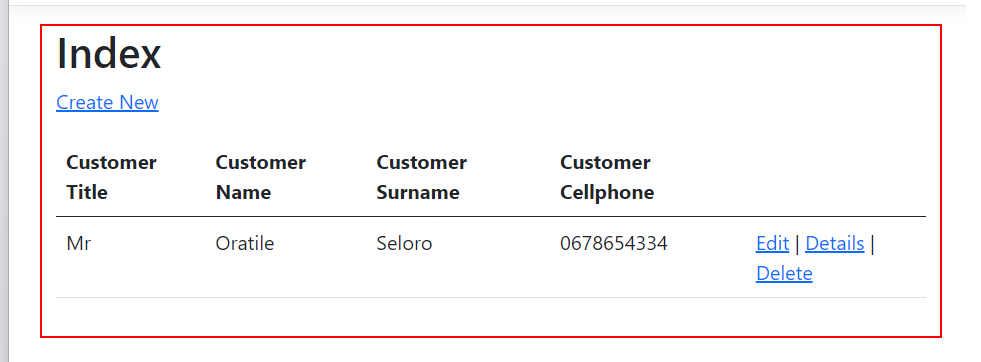 Index
Create New
Customer Title Customer Name Customer Surname Customer Cellphone
Mr Oratile Seloro 0678654334 Edit | Details |
Delete